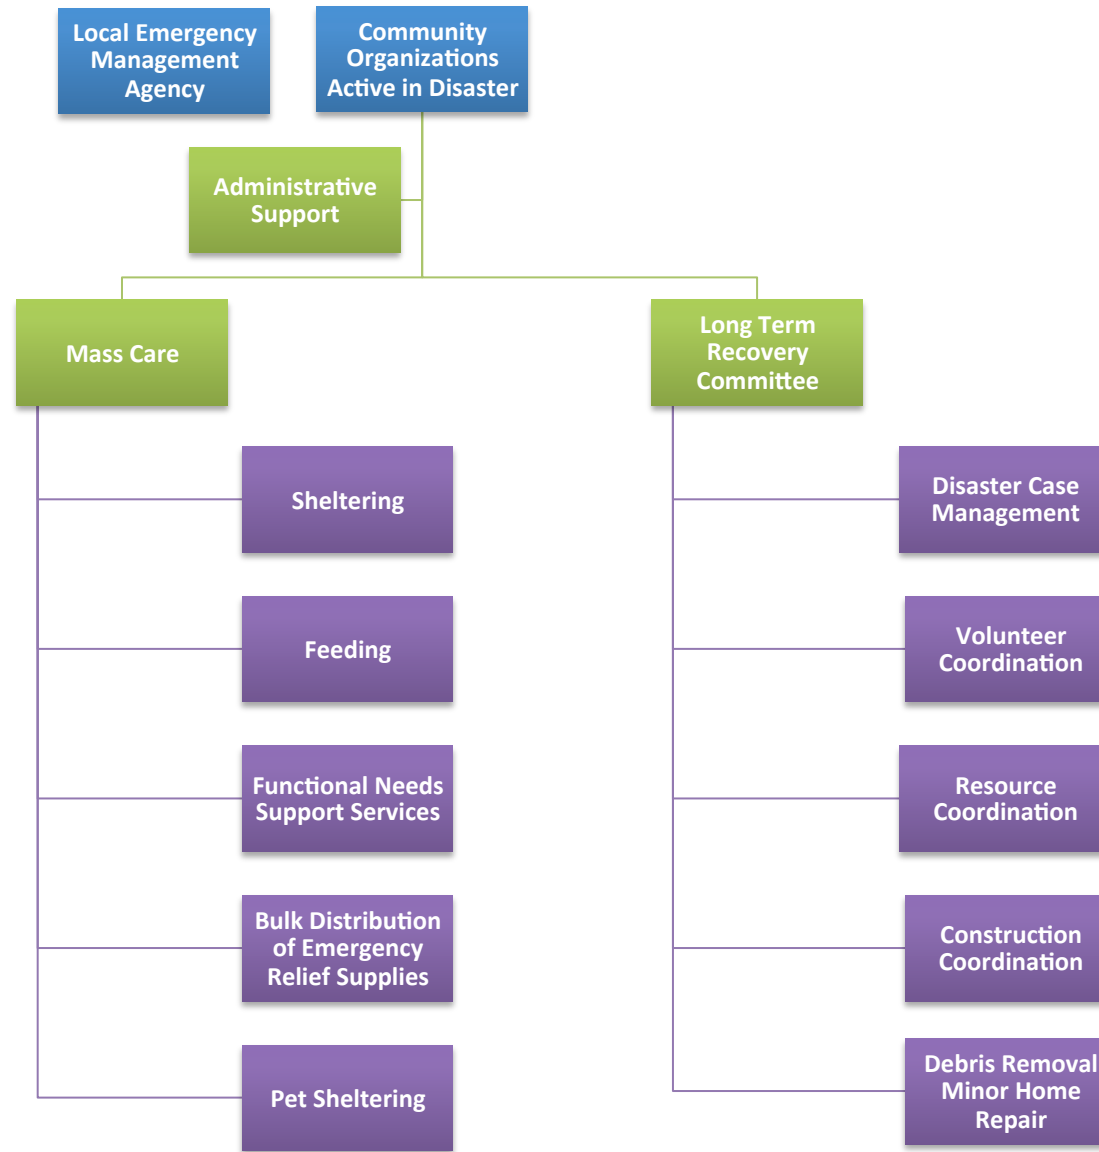 Local Emergency
Management
Agency
Community
Organizations
Active in Disaster
Administrative
Support
Mass Care
Long Term
Recovery
Committee
Sheltering
Disaster Case
Management
Feeding
Volunteer
Coordination
Functional Needs
Support Services
Resource
Coordination
Bulk Distribution
of Emergency
Relief Supplies
Construction
Coordination
Pet Sheltering
Debris Removal
Minor Home
Repair